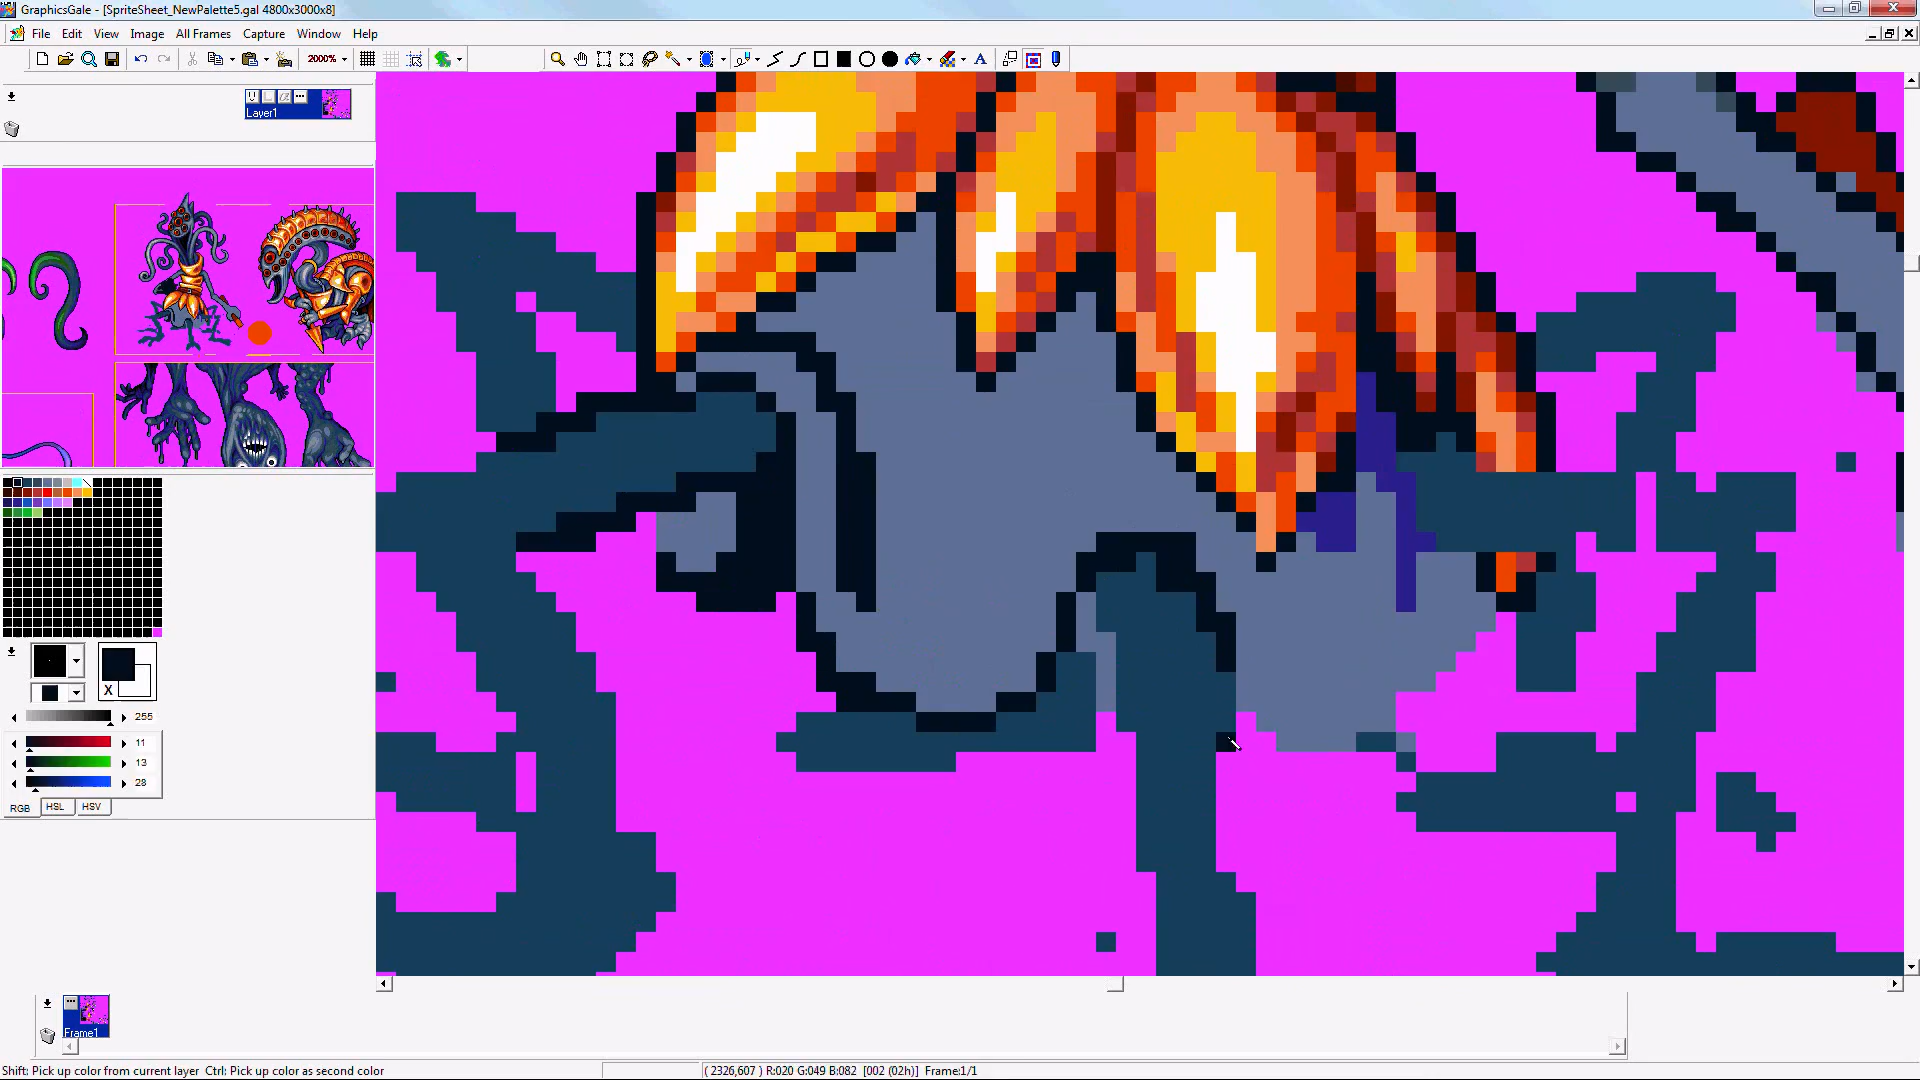 GraphicsGale - [SpriteSheet_NewPalette5.gal 4800x3000x8]
File Edit View Image All Frames Capture Window Help
2000%
A
Layer1
X
255
11
13
28
RGB HSL HSV
Frame1
Shift: Pick up color from current layer Ctrl: Pick up color as second color
( 2326,607 ) R:020 G:049 B:082 [002 (02h)] Frame:1/1